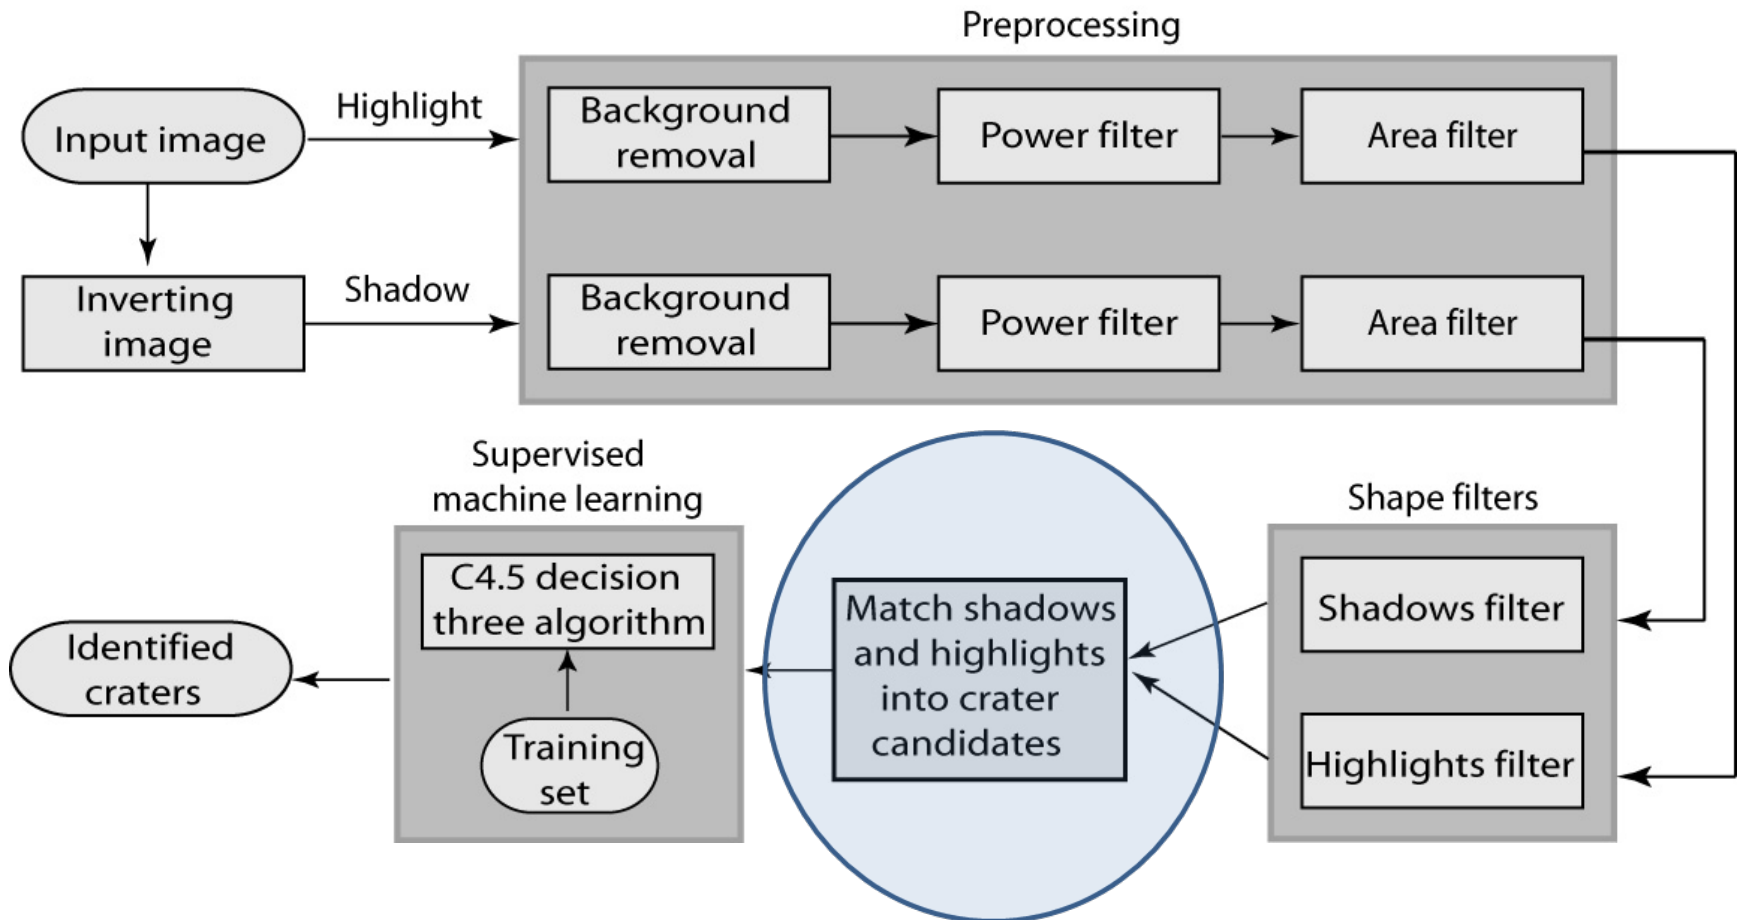 Preprocessing
Input image
Highlight
Background
removal
Power filter
Area filter
Inverting
image
Shadow
Background
removal
Power filter
Area filter
Supervised
machine learning
C4.5 decision
three algorithm
Training
set
Identified
craters
Match shadows
and highlights
into crater
candidates
Shape filters
Shadows filter
Highlights filter